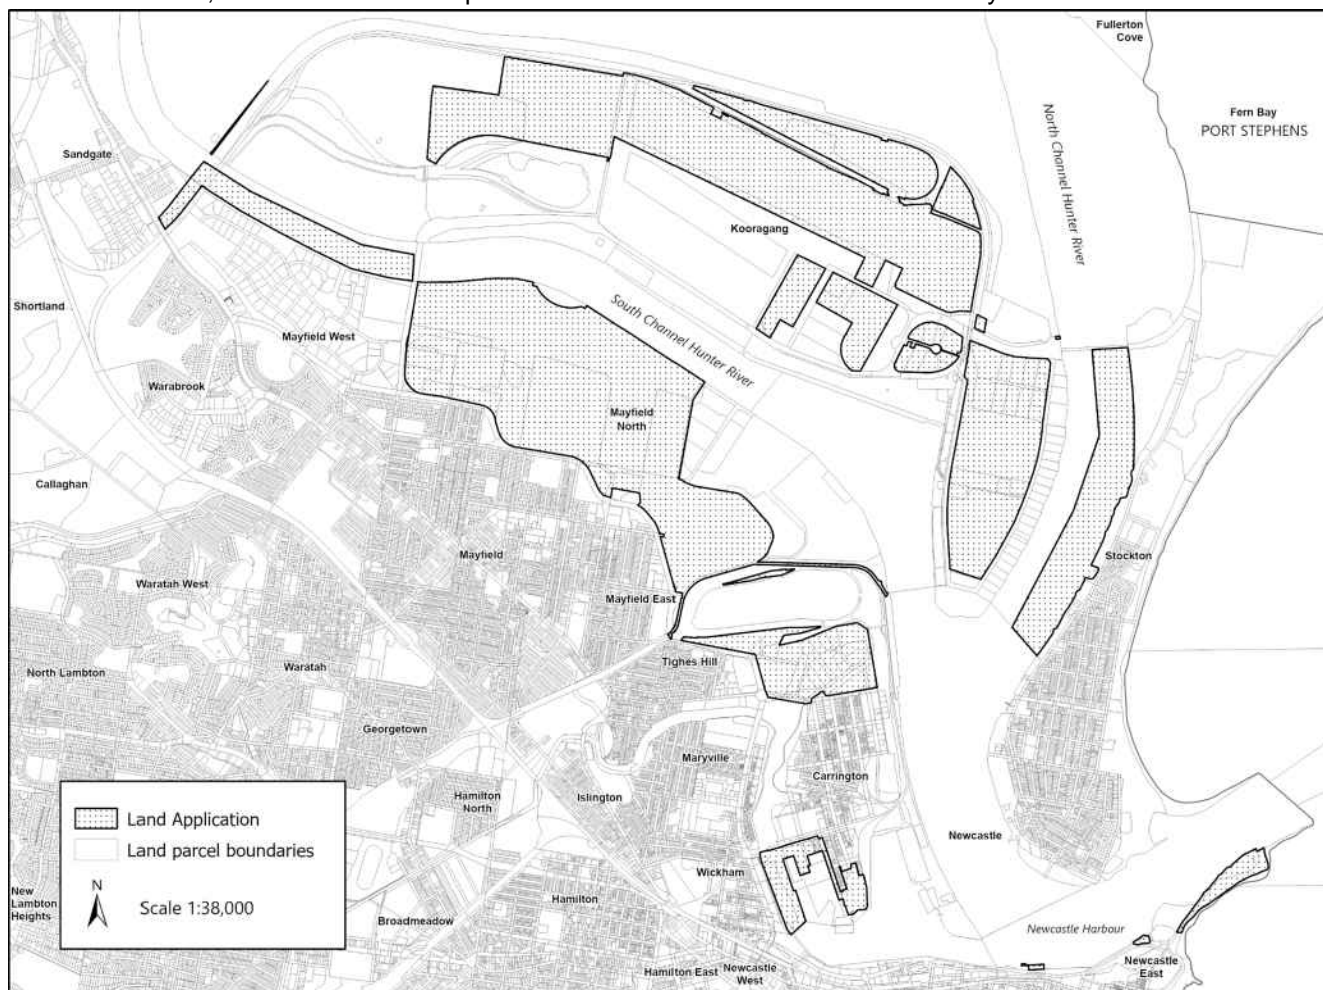 Fullerton
Cove
Fern Bay
PORT STEPHENS
North Channel Hunter River
Sandgate
Kooragang
Shortland
South Channel Hunter River
Mayfield West
Warabrook
Mayfield
North
Callaghan
Mayfield
Stockton
Waratah West
Mayfield East
Tighes Hill
North Lambton
Waratah
Georgetown
Maryville
Carrington
Hamilton
North
Islington
Newcastle
Land Application
Land parcel boundaries
N
Scale 1:38,000
Wickham
New
Lambton
Heights
Hamilton
Broadmeadow
Newcastle Harbour
Hamilton East
Newcastle
West
Newcastle
East